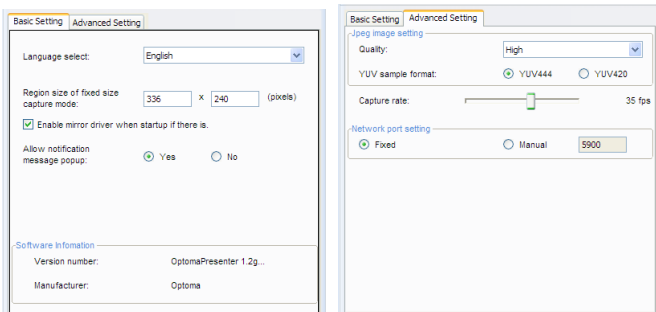 Basic Setting Advanced Setting
Language select: English
Region size of fixed size
capture mode: 336 x 240 (pixels)
Enable mirror driver when startup if there is.
Allow notification
message popup: Yes No
Software Infomation
Version number: OptomaPresenter 1.2g...
Manufacturer: Optoma
Basic Setting Advanced Setting
Jpeg image setting
Quality: High
YUV sample format: YUV444 YUV420
Capture rate: 35 fps
Network port setting
Fixed Manual 5900